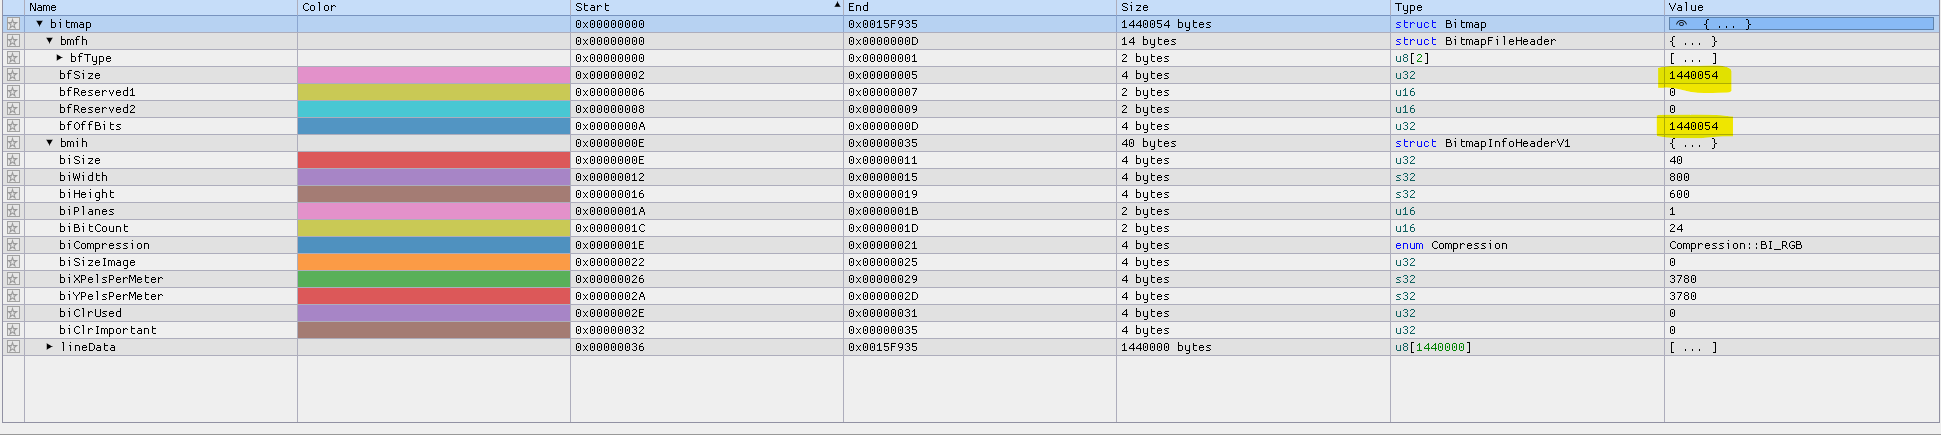 Name Color Start End Size Type Value
▼ bitmap 0x00000000 0x0015F935 1440054 bytes struct Bitmap { ... }
▼ bmfh 0x00000000 0x0000000D 14 bytes struct BitmapFileHeader { ... }
▶ bfType 0x00000000 0x00000001 2 bytes u8[2] [ ... ]
bfSize 0x00000002 0x00000005 4 bytes u32 1440054
bfReserved1 0x00000006 0x00000007 2 bytes u16 0
bfReserved2 0x00000008 0x00000009 2 bytes u16 0
bfOffBits 0x0000000A 0x0000000D 4 bytes u32 1440054
▼ bmih 0x0000000E 0x00000035 40 bytes struct BitmapInfoHeaderV1 { ... }
biSize 0x0000000E 0x00000011 4 bytes u32 40
biWidth 0x00000012 0x00000015 4 bytes s32 800
biHeight 0x00000016 0x00000019 4 bytes s32 600
biPlanes 0x0000001A 0x0000001B 2 bytes u16 1
biBitCount 0x0000001C 0x0000001D 2 bytes u16 24
biCompression 0x0000001E 0x00000021 4 bytes enum Compression Compression::BI_RGB
biSizeImage 0x00000022 0x00000025 4 bytes u32 0
biXPelsPerMeter 0x00000026 0x00000029 4 bytes s32 3780
biYPelsPerMeter 0x0000002A 0x0000002D 4 bytes s32 3780
biClrUsed 0x0000002E 0x00000031 4 bytes u32 0
biClrImportant 0x00000032 0x00000035 4 bytes u32 0
▶ lineData 0x00000036 0x0015F935 1440000 bytes u8[1440000] [ ... ]